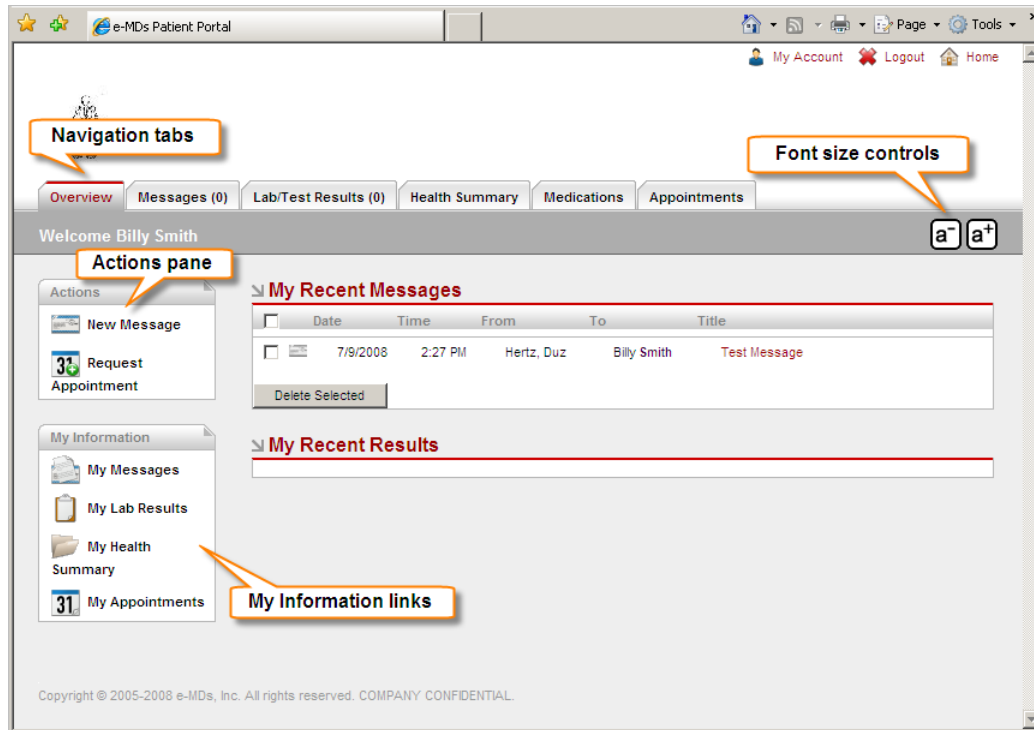 e-MDs Patient Portal
Page
Tools
My Account Logout Home
Navigation tabs
Font size controls
Overview Messages (0) Lab/Test Results (0) Health Summary Medications Appointments
Welcome Billy Smith
a- a+
Actions pane
Actions
New Message
31 Request
Appointment
My Recent Messages
Date Time From To Title
7/9/2008 2:27 PM Hertz, Duz Billy Smith Test Message
Delete Selected
My Information
My Messages
My Lab Results
My Health
Summary
31 My Appointments
My Recent Results
My Information links
Copyright © 2005-2008 e-MDs, Inc. All rights reserved. COMPANY CONFIDENTIAL.